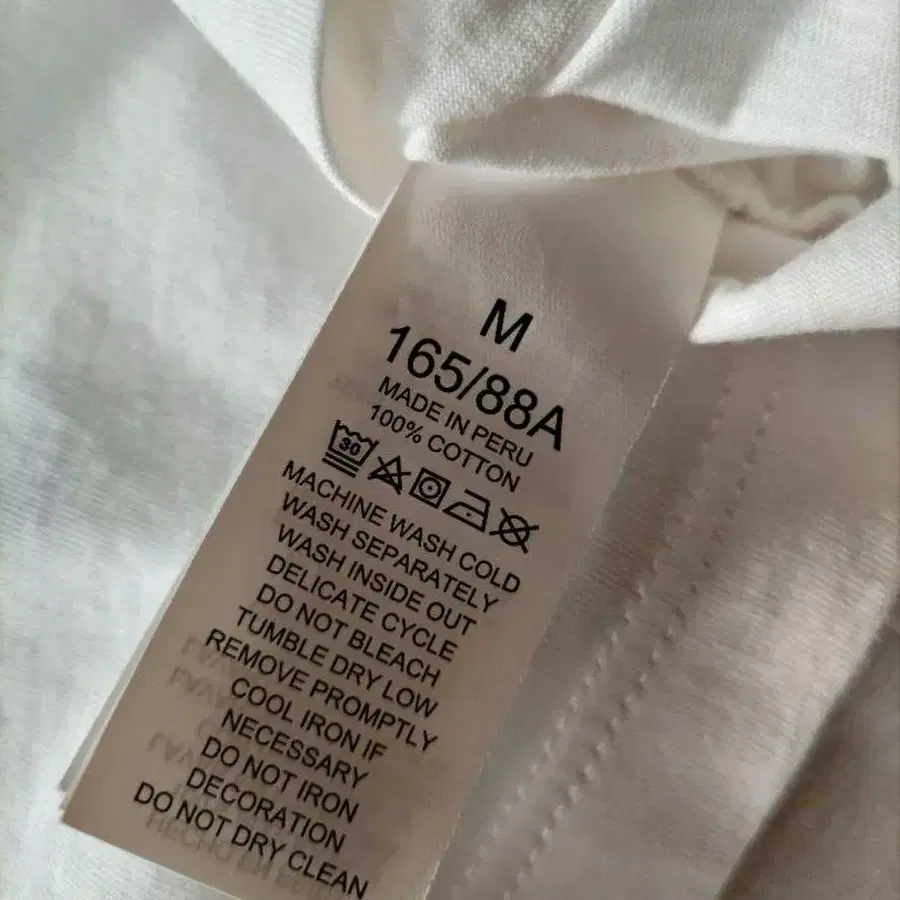 M
165/88A
MADE IN PERU
100% COTTON
30
MACHINE WASH COLD
WASH SEPARATELY
WASH INSIDE OUT
DELICATE CYCLE
DO NOT BLEACH
TUMBLE DRY LOW
REMOVE PROMPTLY
COOL IRON IF
NECESSARY
DO NOT IRON
DECORATION
DO NOT DRY CLEAN